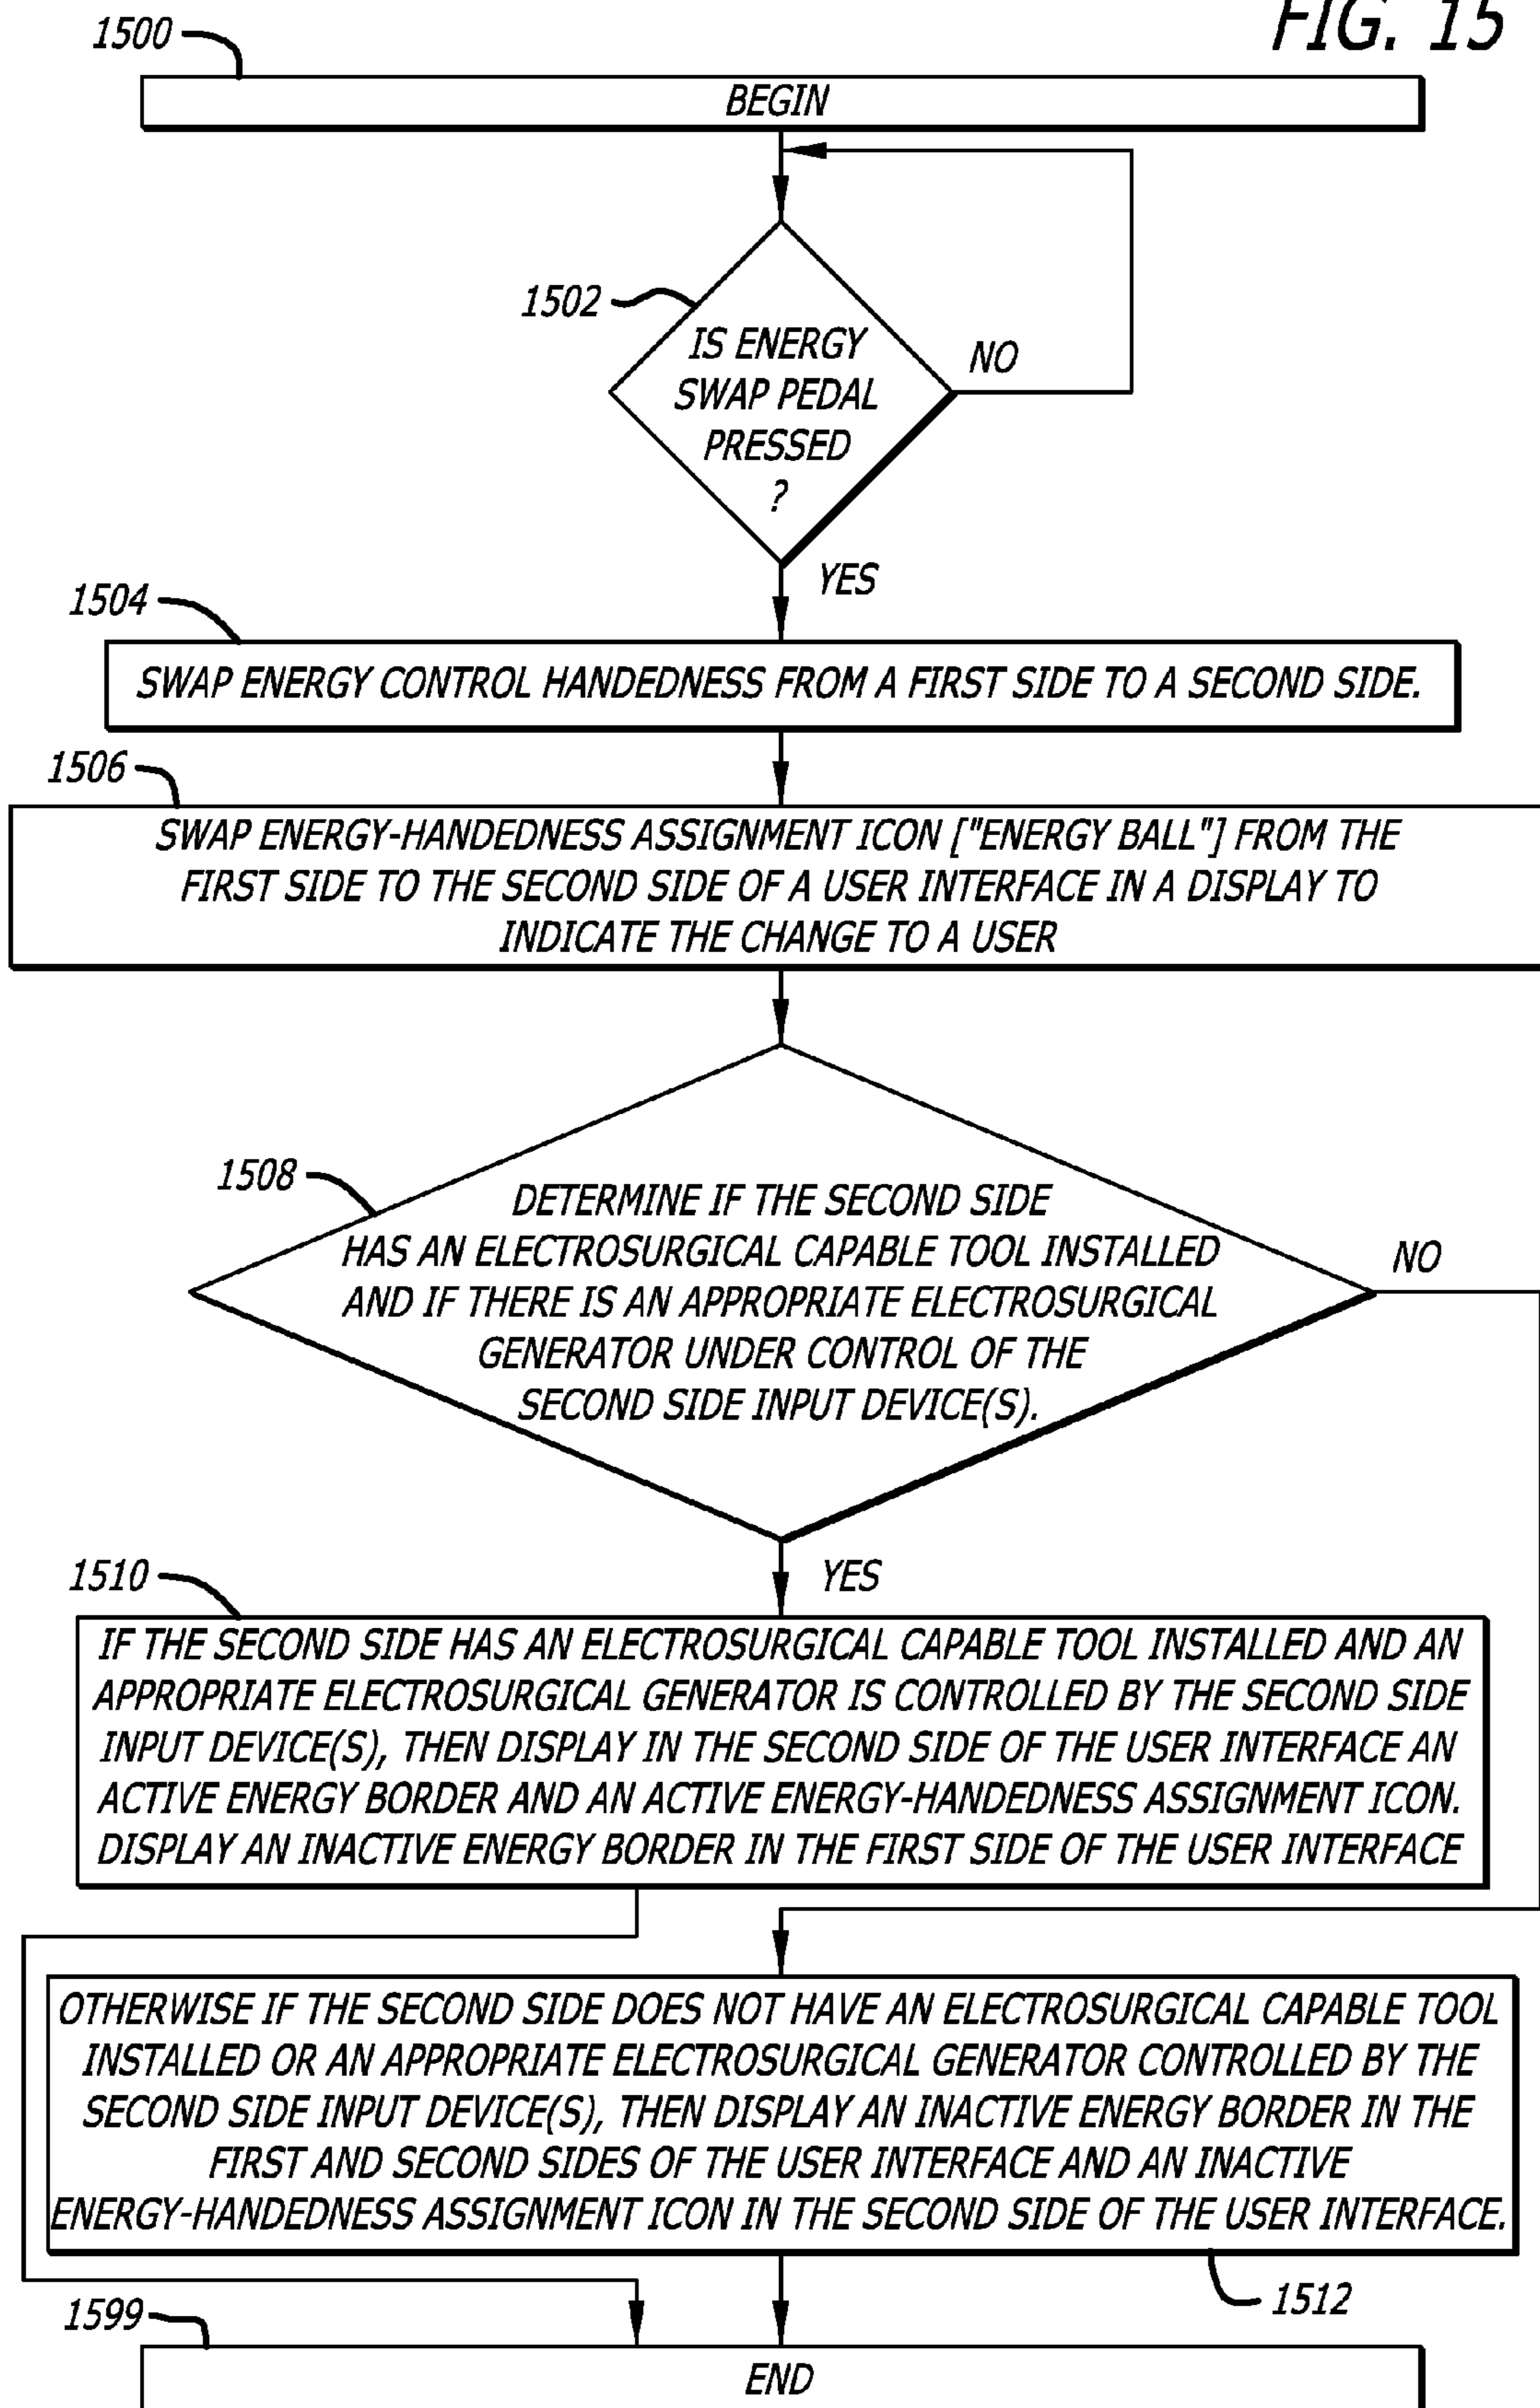 FIG. 15
1500
BEGIN
1502
IS ENERGY
SWAP PEDAL
PRESSED
?
NO
YES
1504
SWAP ENERGY CONTROL HANDEDNESS FROM A FIRST SIDE TO A SECOND SIDE.
1506
SWAP ENERGY-HANDEDNESS ASSIGNMENT ICON ["ENERGY BALL"] FROM THE
FIRST SIDE TO THE SECOND SIDE OF A USER INTERFACE IN A DISPLAY TO
INDICATE THE CHANGE TO A USER
1508
DETERMINE IF THE SECOND SIDE
HAS AN ELECTROSURGICAL CAPABLE TOOL INSTALLED
AND IF THERE IS AN APPROPRIATE ELECTROSURGICAL
GENERATOR UNDER CONTROL OF THE
SECOND SIDE INPUT DEVICE(S).
NO
YES
1510
IF THE SECOND SIDE HAS AN ELECTROSURGICAL CAPABLE TOOL INSTALLED AND AN
APPROPRIATE ELECTROSURGICAL GENERATOR IS CONTROLLED BY THE SECOND SIDE
INPUT DEVICE(S), THEN DISPLAY IN THE SECOND SIDE OF THE USER INTERFACE AN
ACTIVE ENERGY BORDER AND AN ACTIVE ENERGY-HANDEDNESS ASSIGNMENT ICON.
DISPLAY AN INACTIVE ENERGY BORDER IN THE FIRST SIDE OF THE USER INTERFACE
OTHERWISE IF THE SECOND SIDE DOES NOT HAVE AN ELECTROSURGICAL CAPABLE TOOL
INSTALLED OR AN APPROPRIATE ELECTROSURGICAL GENERATOR CONTROLLED BY THE
SECOND SIDE INPUT DEVICE(S), THEN DISPLAY AN INACTIVE ENERGY BORDER IN THE
FIRST AND SECOND SIDES OF THE USER INTERFACE AND AN INACTIVE
ENERGY-HANDEDNESS ASSIGNMENT ICON IN THE SECOND SIDE OF THE USER INTERFACE.
1512
1599
END